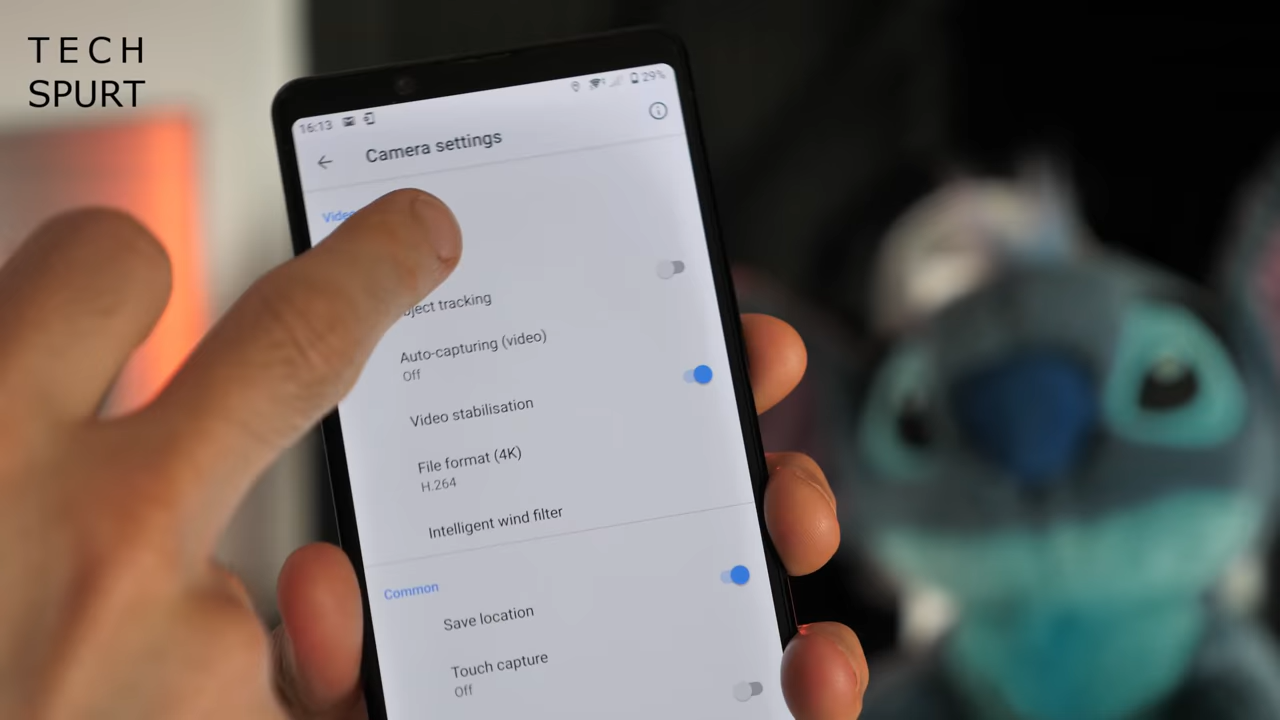 TECH
SPURT
16:13
29%
Camera settings
Video
ject tracking
Auto-capturing (video)
Off
Video stabilisation
File format (4K)
H.264
Intelligent wind filter
Common
Save location
Touch capture
Off